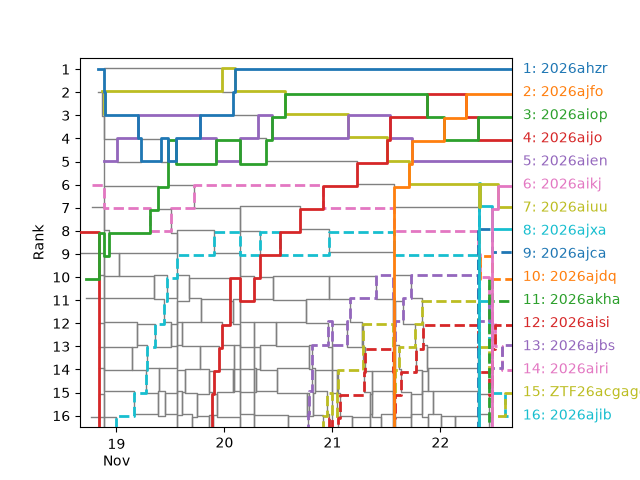 1
2
3
4
5
6
7
8
9
10
11
12
13
14
15
16
Rank
19
20
21
22
Nov
1: 2026ahzr
2: 2026ajfo
3: 2026aiop
4: 2026aijo
5: 2026aien
6: 2026aikj
7: 2026aiuu
8: 2026ajxa
9: 2026ajca
10: 2026ajdq
11: 2026akha
12: 2026aisi
13: 2026ajbs
14: 2026airi
15: ZTF26acgag
16: 2026ajib